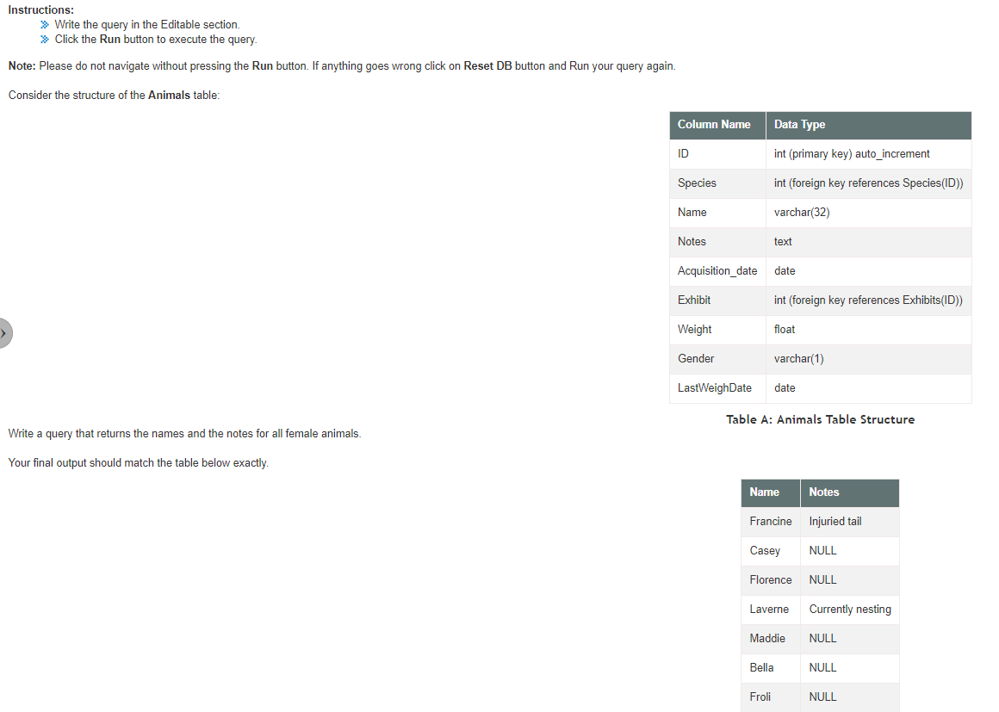 Instructions:
Write the query in the Editable section.
Click the Run button to execute the query.
Note: Please do not navigate without pressing the Run button. If anything goes wrong click on Reset DB button and Run your query again.
Consider the structure of the Animals table:
Column Name Data Type
ID int (primary key) auto_increment
Species int (foreign key references Species(ID))
Name varchar(32)
Notes text
Acquisition_date date
Exhibit int (foreign key references Exhibits(ID))
Weight float
Gender varchar(1)
LastWeighDate date
Table A: Animals Table Structure
Write a query that returns the names and the notes for all female animals.
Your final output should match the table below exactly.
Name Notes
Francine Injuried tail
Casey NULL
Florence NULL
Laverne Currently nesting
Maddie NULL
Bella NULL
Froli NULL